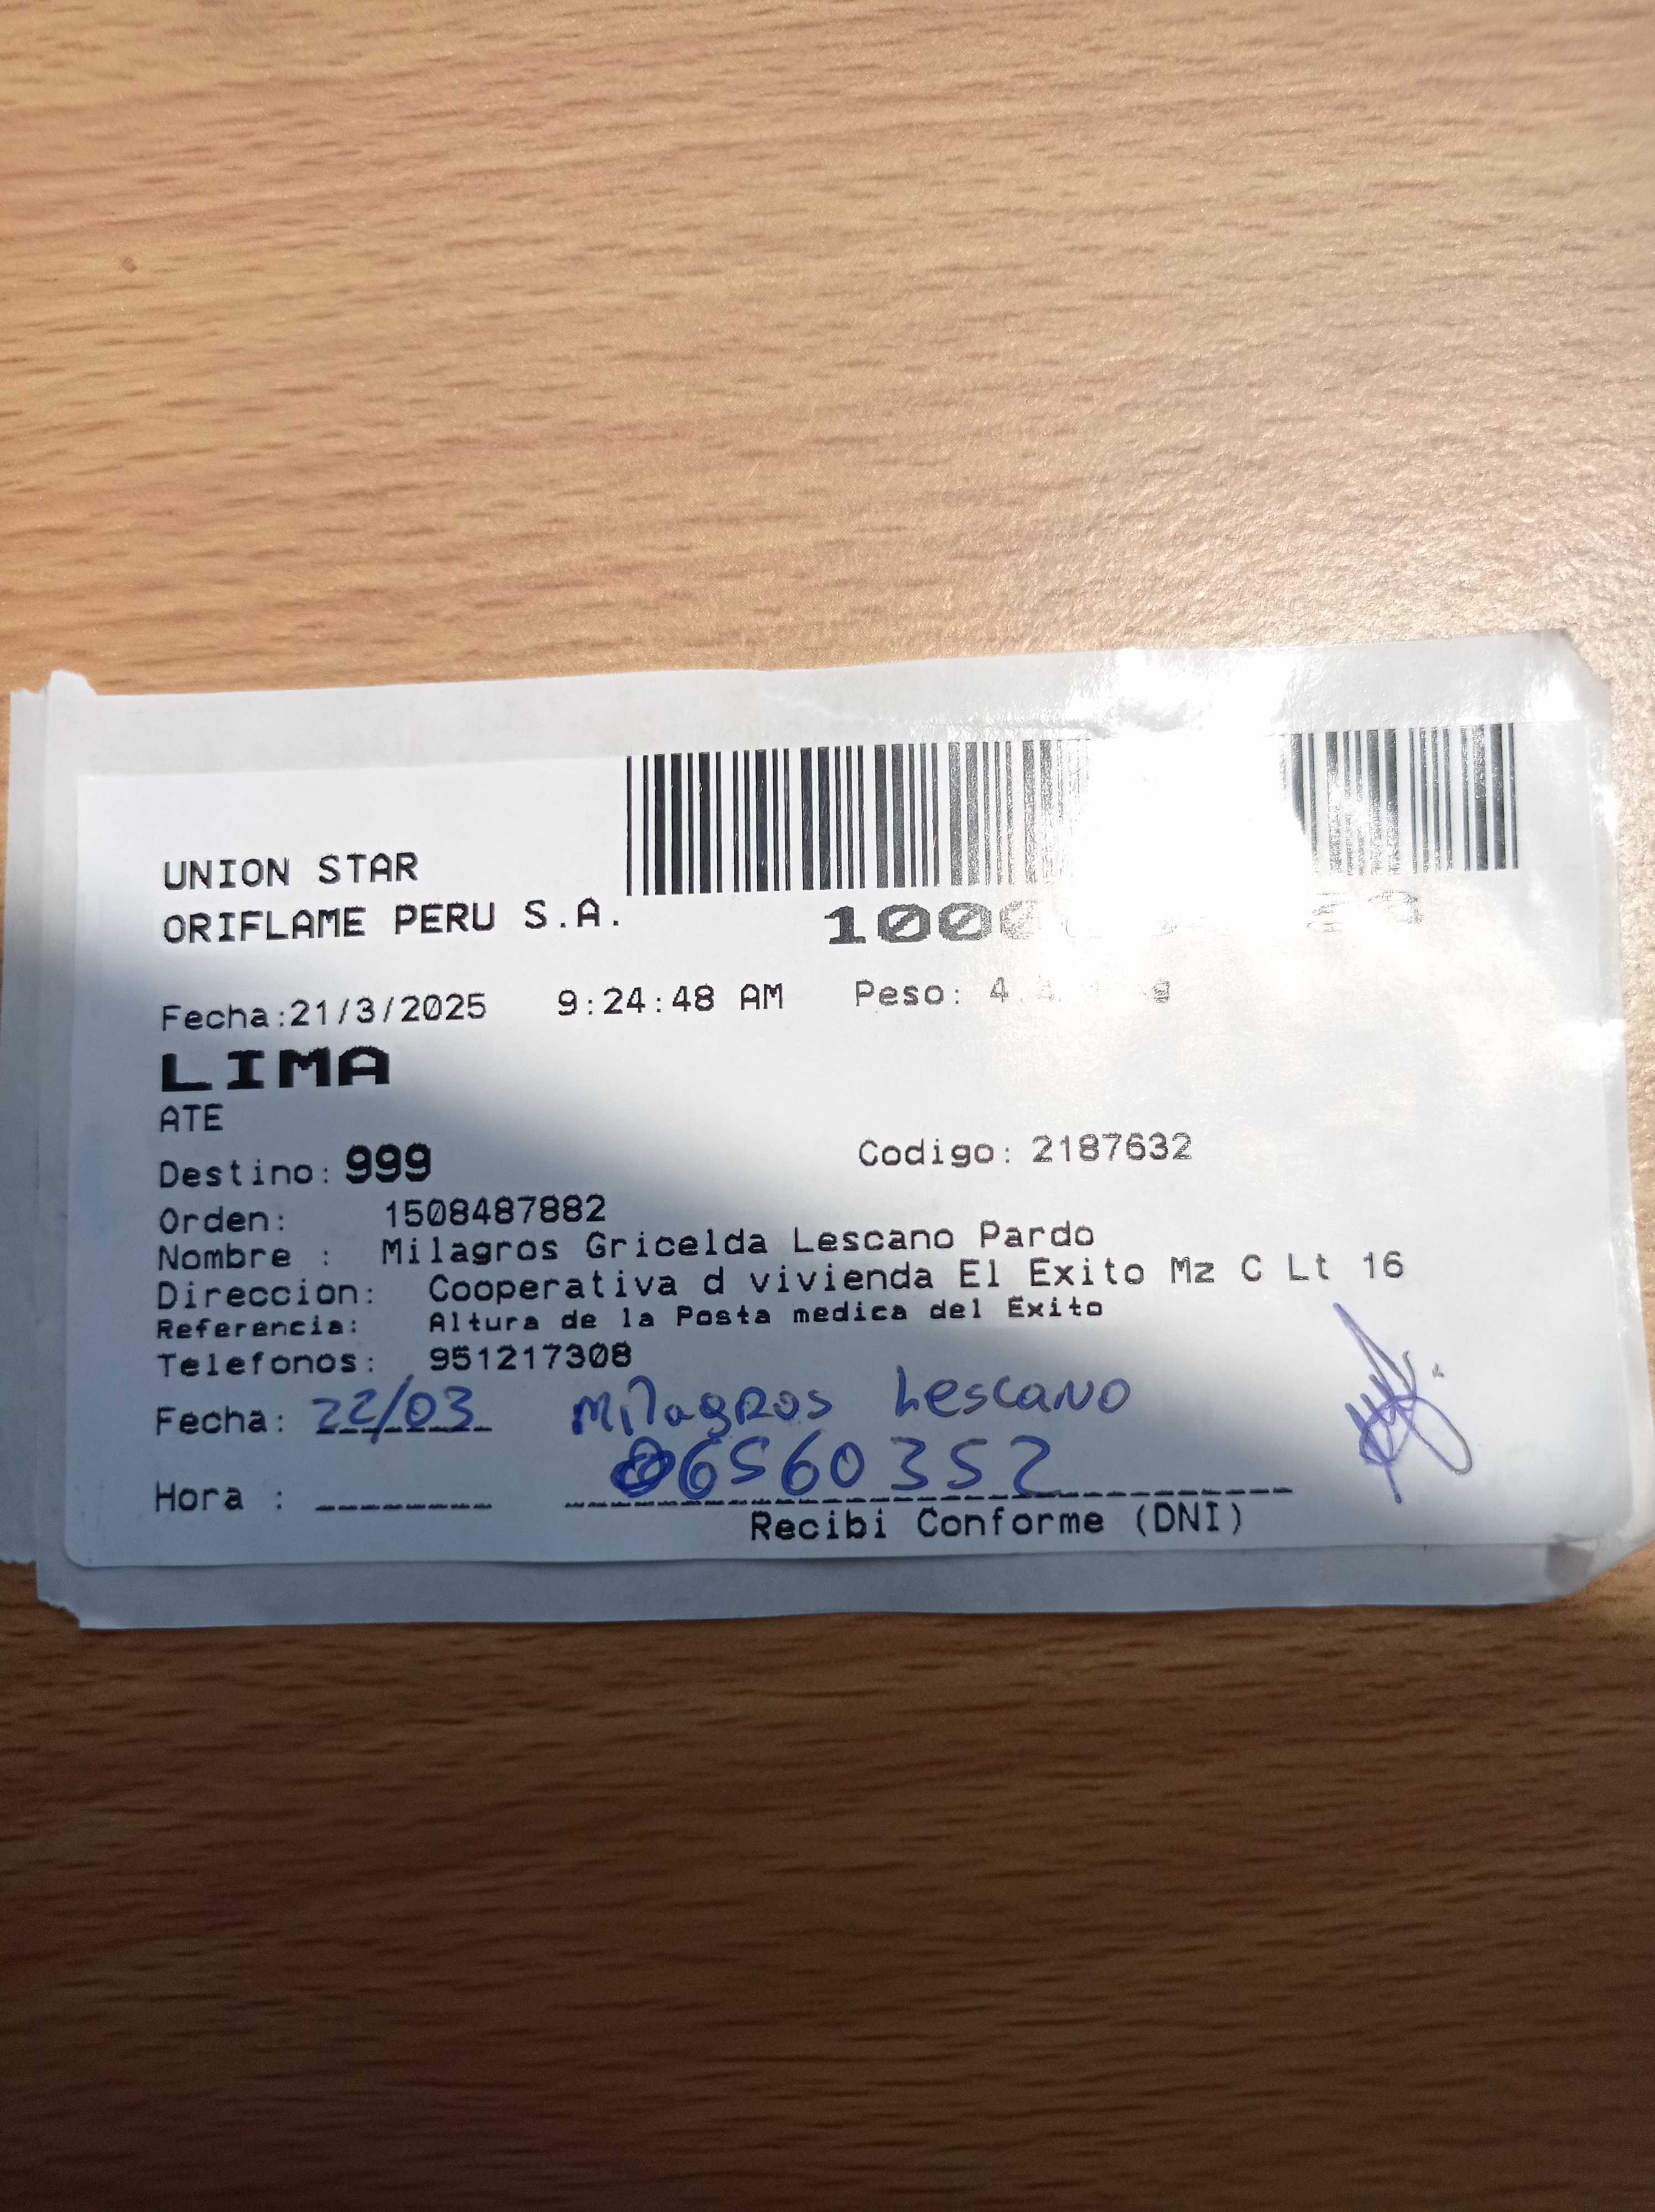 UNION STAR
ORIFLAME PERU S.A.
Fecha:21/3/2025 9:24:48 AM Peso:
LIMA
ATE
Destino: 999 Codigo: 2187632
Orden: 1508487882
Nombre : Milagros Gricelda Lescano Pardo
Direccion: Cooperativa d vivienda El Exito Mz C Lt 16
Referencia: Altura de la Posta medica del Exito
Telefonos: 951217308
Fecha: 22/03 Milagros Lescano
06560352
Hora :
Recibi Conforme (DNI)